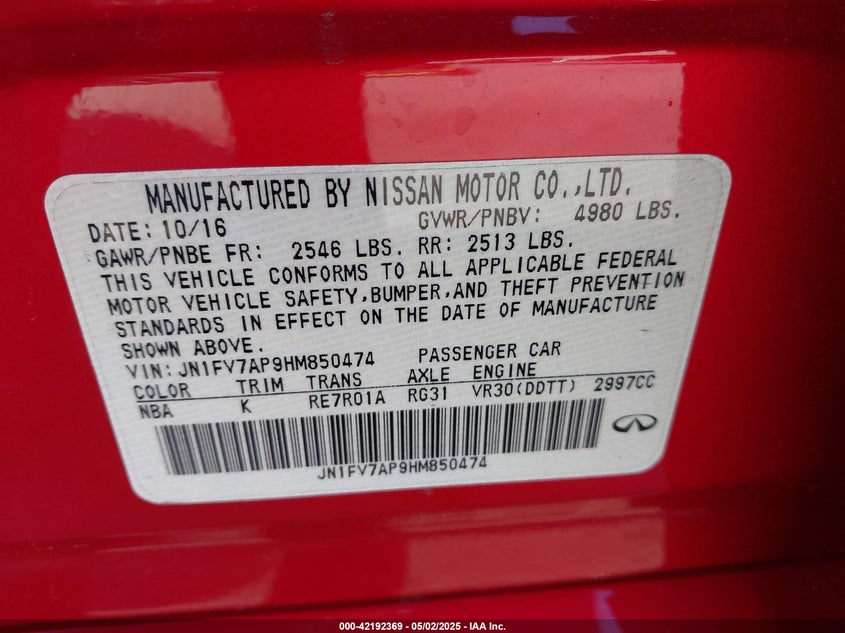 MANUFACTURED BY NISSAN MOTOR CO.,LTD.
DATE: 10/16 GVWR/PNBV: 4980 LBS.
GAWR/PNBE FR: 2546 LBS. RR: 2513 LBS.
THIS VEHICLE CONFORMS TO ALL APPLICABLE FEDERAL
MOTOR VEHICLE SAFETY,BUMPER,AND THEFT PREVENTION
STANDARDS IN EFFECT ON THE DATE OF MANUFACTURE
SHOWN ABOVE.
VIN: JN1FV7AP9HM850474 PASSENGER CAR
COLOR TRIM TRANS AXLE ENGINE
NBA K RE7R01A RG31 VR30(DDTT) 2997CC
JN1FV7AP9HM850474
000-42192369 - 05/02/2025 - IAA Inc.